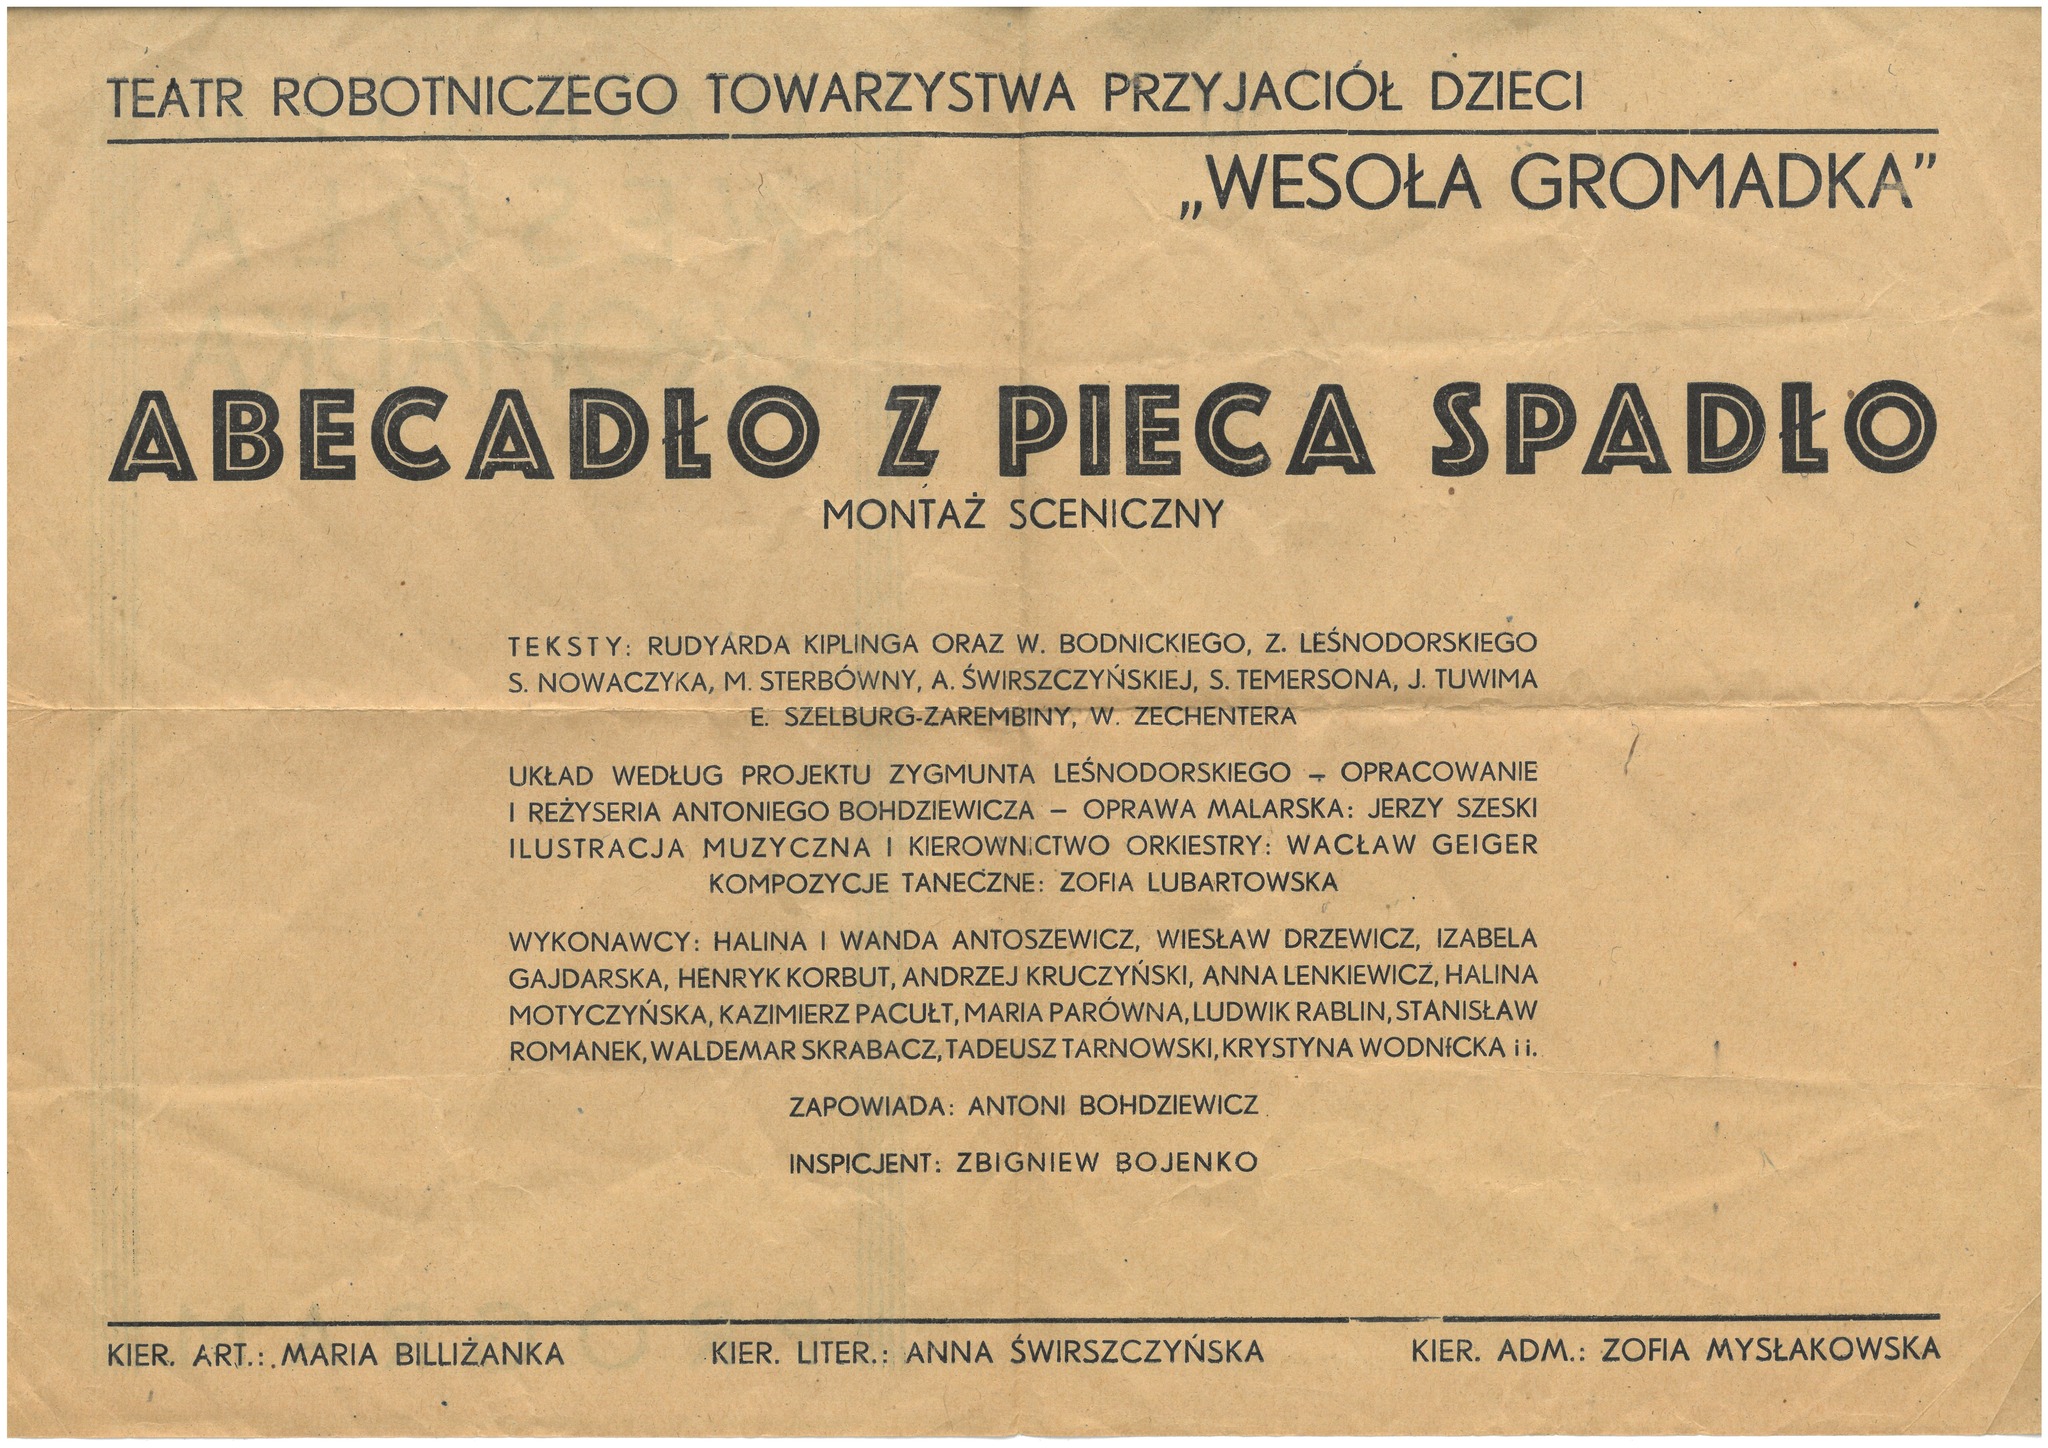 TEATR ROBOTNICZEGO TOWARZYSTWA PRZYJACIÓŁ DZIECI
„WESOŁA GROMADKA”
ABECADŁO Z PIECA SPADŁO
MONTAŻ SCENICZNY
TEKSTY: RUDYARDA KIPLINGA ORAZ W. BODNICKIEGO, Z. LEŚNODORSKIEGO
S. NOWACZYKA, M. STERBÓWNY, A. ŚWIRSZCZYŃSKIEJ, S. TEMERSONA, J. TUWIMA
E. SZELBURG-ZAREMBINY, W. ZECHENTERA
UKŁAD WEDŁUG PROJEKTU ZYGMUNTA LEŚNODORSKIEGO – OPRACOWANIE
I REŻYSERIA ANTONIEGO BOHDZIEWICZA – OPRAWA MALARSKA: JERZY SZESKI
ILUSTRACJA MUZYCZNA I KIEROWNICTWO ORKIESTRY: WACŁAW GEIGER
KOMPOZYCJE TANECZNE: ZOFIA LUBARTOWSKA
WYKONAWCY: HALINA I WANDA ANTOSZEWICZ, WIESŁAW DRZEWICZ, IZABELA
GAJDARSKA, HENRYK KORBUT, ANDRZEJ KRUCZYŃSKI, ANNA LENKIEWICZ, HALINA
MOTYCZYŃSKA, KAZIMIERZ PACUŁT, MARIA PARÓWNA, LUDWIK RABLIN, STANISŁAW
ROMANEK, WALDEMAR SKRABACZ, TADEUSZ TARNOWSKI, KRYSTYNA WODNICKA i i.
ZAPOWIADA: ANTONI BOHDZIEWICZ
INSPICJENT: ZBIGNIEW BOJENKO
KIER. ART.: MARIA BILLIŻANKA KIER. LITER.: ANNA ŚWIRSZCZYŃSKA KIER. ADM.: ZOFIA MYSŁAKOWSKA